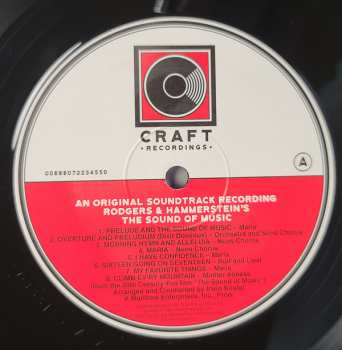 CRAFT
• RECORDINGS •
00888072234550
A
AN ORIGINAL SOUNDTRACK RECORDING
RODGERS & HAMMERSTEIN'S
THE SOUND OF MUSIC
1. PRELUDE AND THE SOUND OF MUSIC – Maria
2. OVERTURE AND PRELUDIUM (Dixit Dominus) – Orchestra and Nuns Chorus
3. MORNING HYMN AND ALLELUIA – Nuns Chorus
4. MARIA – Nuns Chorus
5. I HAVE CONFIDENCE – Maria
6. SIXTEEN GOING ON SEVENTEEN – Rolf and Liesl
7. MY FAVORITE THINGS – Maria
8. CLIMB EV'RY MOUNTAIN – Mother Abbess
(from the 20th Century-Fox film "The Sound of Music")
Arranged and Conducted by Irwin Kostal
A Argyle Enterprises, Inc., Prod.